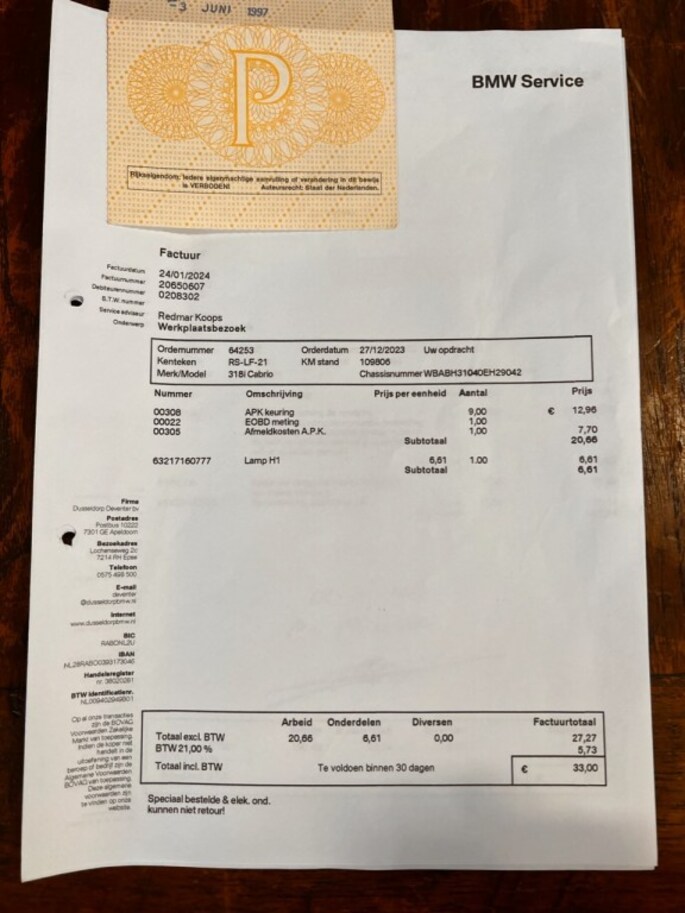 3 JUNI 1997
P
Rijkseigendom: Iedere eigenmachtige aanvulling of verandering in dit bewijs
is VERBODEN! Auteursrecht: Staat der Nederlanden.
BMW Service
Factuur
Factuurdatum 24/01/2024
Factuurnummer 20650607
Debiteurennummer 0208302
B.T.W. nummer
Service adviseur Redmar Koops
Onderwerp Werkplaatsbezoek
Ordernummer 64253 Orderdatum 27/12/2023 Uw opdracht
Kenteken RS-LF-21 KM stand 109806
Merk/Model 318i Cabrio Chassisnummer WBABH31040EH29042
Nummer Omschrijving Prijs per eenheid Aantal Prijs
00308 APK keuring 9,00 € 12,96
00022 EOBD meting 1,00
00305 Afmeldkosten A.P.K. 1,00 7,70
Subtotaal 20,66
63217160777 Lamp H1 6,61 1.00 6,61
Subtotaal 6,61
Firma
Dusseldorp Deventer bv
Postadres
Postbus 10222
7301 GE Apeldoorn
Bezoekadres
Lochemseweg 2c
7214 RH Epse
Telefoon
0575 498 500
E-mail
deventer
@dusseldorpbmw.nl
Internet
www.dusseldorpbmw.nl
BIC
RABONL2U
IBAN
NL28RABO0393173046
Handelsregister
nr. 38020281
BTW identificatienr.
NL009402949B01
Op al onze transacties
zijn de BOVAG
Voorwaarden Zakelijke
Markt van toepassing.
Indien de koper niet
handelt in de
uitoefening van een
beroep of bedrijf zijn de
Algemene Voorwaarden
BOVAG van toepassing.
Deze algemene
voorwaarden zijn
te vinden op onze
website.
Arbeid Onderdelen Diversen Factuurtotaal
Totaal excl. BTW 20,66 6,61 0,00 27,27
BTW 21,00 % 5,73
Totaal incl. BTW Te voldoen binnen 30 dagen € 33,00
Speciaal bestelde & elek. ond.
kunnen niet retour!